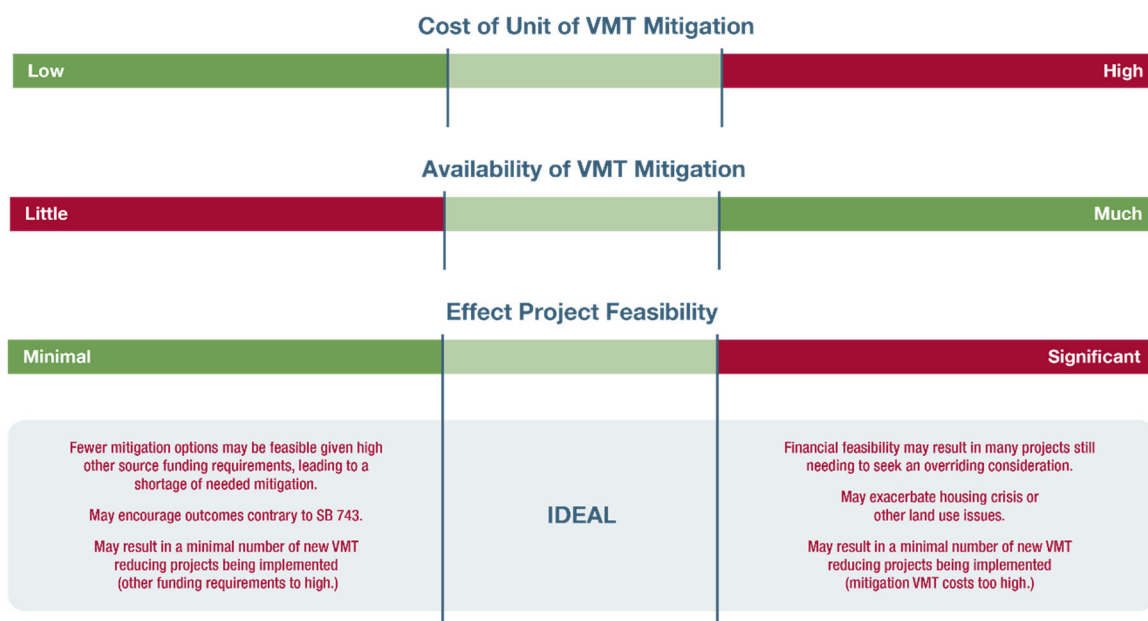 Cost of Unit of VMT Mitigation
Low
High
Availability of VMT Mitigation
Little
Much
Effect Project Feasibility
Minimal
Significant
Fewer mitigation options may be feasible given high
other source funding requirements, leading to a
shortage of needed mitigation.
May encourage outcomes contrary to SB 743.
May result in a minimal number of new VMT
reducing projects being implemented
(other funding requirements to high.)
IDEAL
Financial feasibility may result in many projects still
needing to seek an overriding consideration.
May exacerbate housing crisis or
other land use issues.
May result in a minimal number of new VMT
reducing projects being implemented
(mitigation VMT costs too high.)